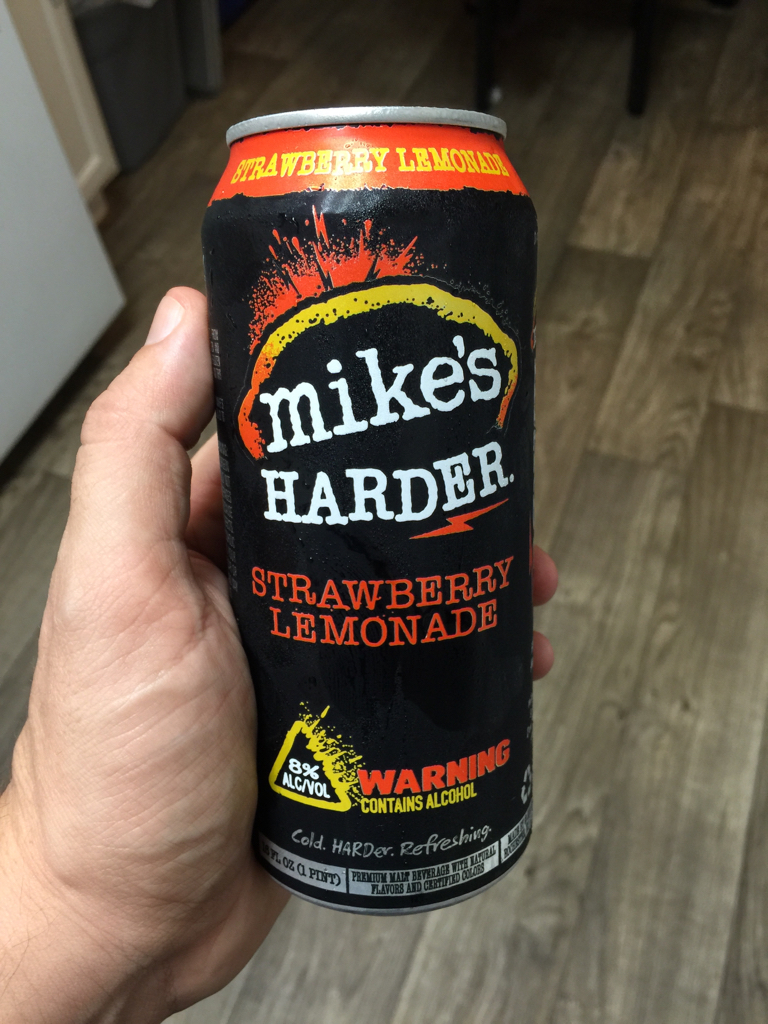 STRAWBERRY LEMONADE
mike's
HARDER.
STRAWBERRY
LEMONADE
8%
ALC/VOL
WARNING
CONTAINS ALCOHOL
Cold. HARDer. Refreshing.
FL OZ (1 PINT)
PREMIUM MALT BEVERAGE WITH NATURAL
FLAVORS AND CERTIFIED COLORS